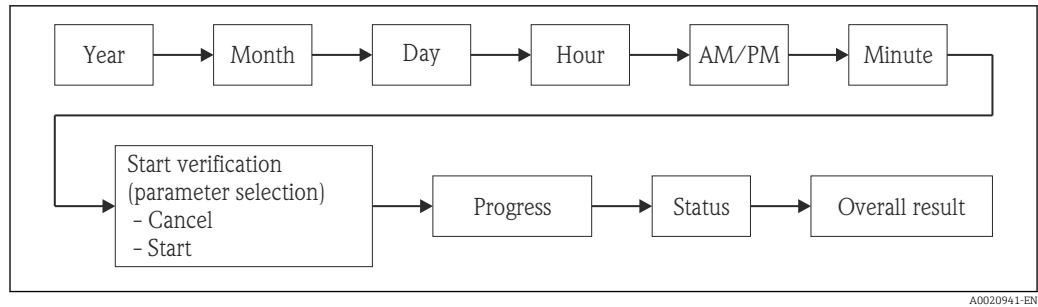 Year
Month
Day
Hour
AM/PM
Minute
Start verification
(parameter selection)
– Cancel
– Start
Progress
Status
Overall result
A0020941-EN